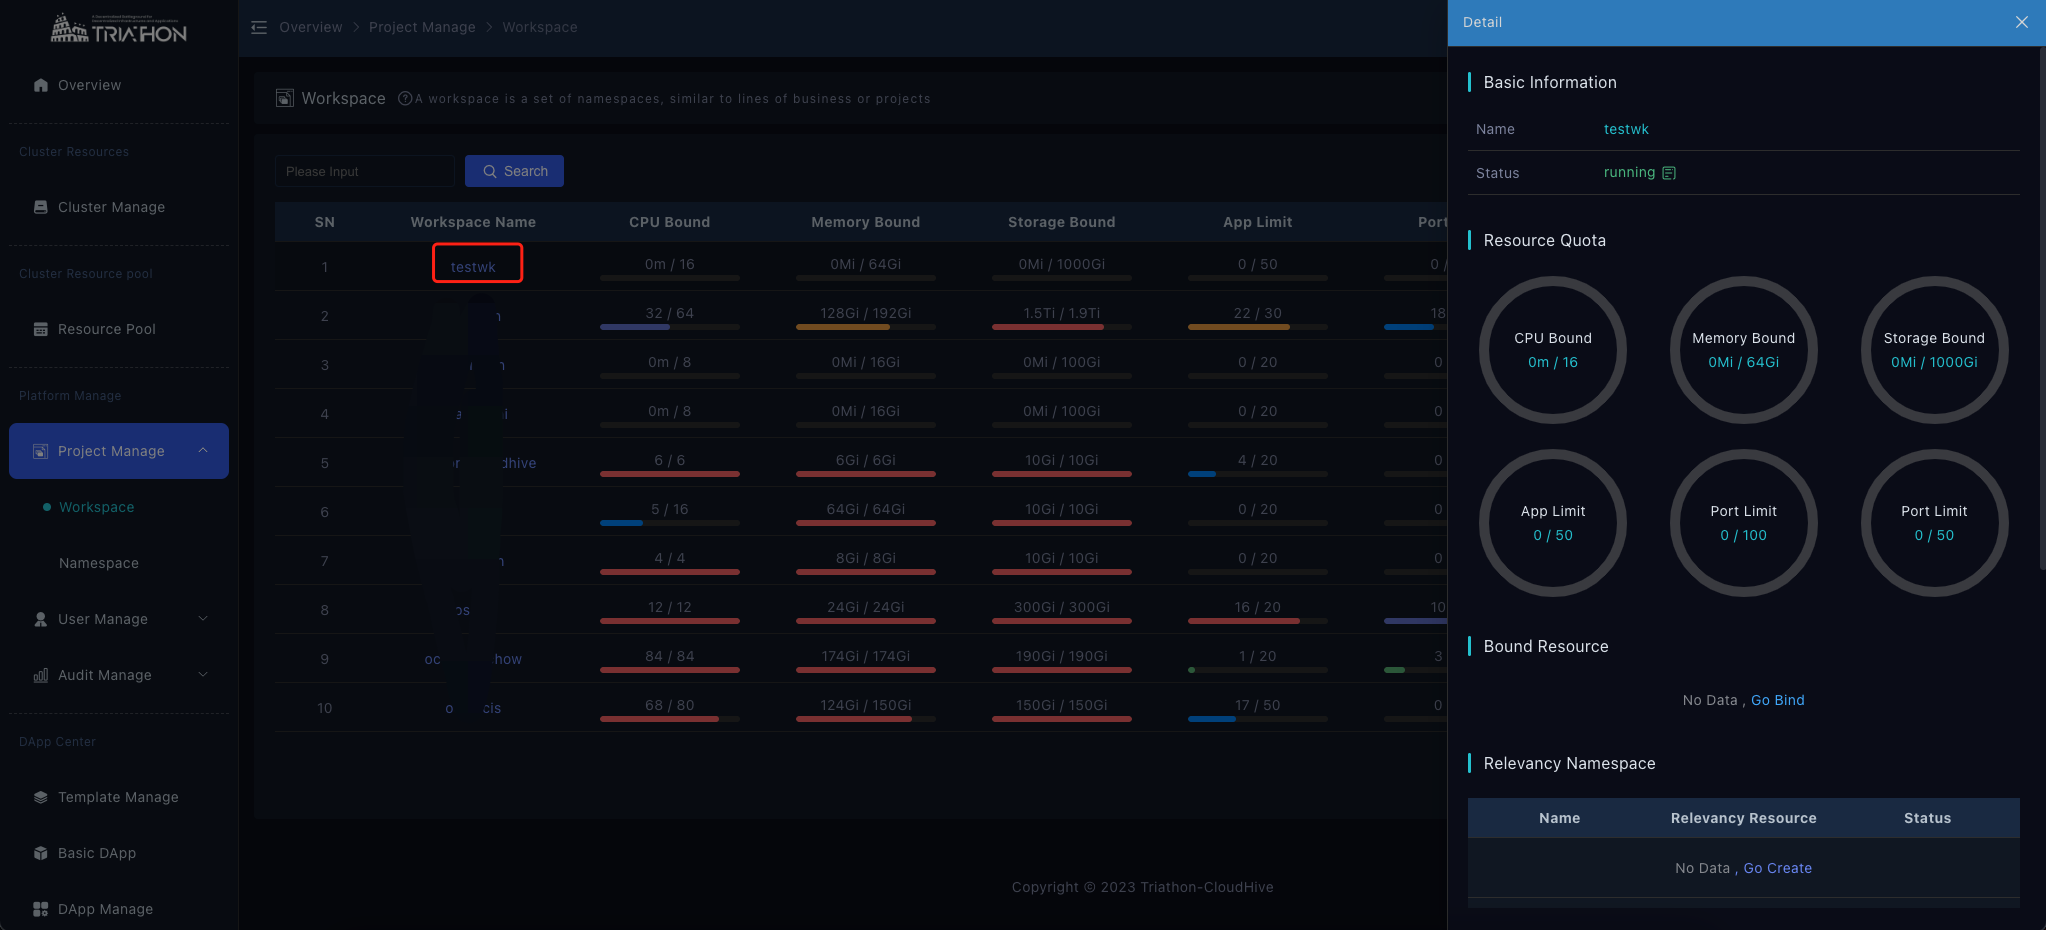 TRIATHON
Overview
Cluster Resources
Cluster Manage
Cluster Resource pool
Resource Pool
Platform Manage
Project Manage
Workspace
Namespace
User Manage
Audit Manage
DApp Center
Template Manage
Basic DApp
DApp Manage
Overview > Project Manage > Workspace
Workspace ? A workspace is a set of namespaces, similar to lines of business or projects
Please Input Search
SN Workspace Name CPU Bound Memory Bound Storage Bound App Limit Port
1 testwk 0m / 16 0Mi / 64Gi 0Mi / 1000Gi 0 / 50 0 /
2 32 / 64 128Gi / 192Gi 1.5Ti / 1.9Ti 22 / 30 18
3 0m / 8 0Mi / 16Gi 0Mi / 100Gi 0 / 20 0
4 0m / 8 0Mi / 16Gi 0Mi / 100Gi 0 / 20 0
5 dhive 6 / 6 6Gi / 6Gi 10Gi / 10Gi 4 / 20 0
6 5 / 16 64Gi / 64Gi 10Gi / 10Gi 0 / 20 0
7 4 / 4 8Gi / 8Gi 10Gi / 10Gi 0 / 20 0
8 os 12 / 12 24Gi / 24Gi 300Gi / 300Gi 16 / 20 10
9 oc how 84 / 84 174Gi / 174Gi 190Gi / 190Gi 1 / 20 3
10 o cis 68 / 80 124Gi / 150Gi 150Gi / 150Gi 17 / 50 0
Copyright © 2023 Triathon-CloudHive
Detail
Basic Information
Name testwk
Status running
Resource Quota
CPU Bound
0m / 16
Memory Bound
0Mi / 64Gi
Storage Bound
0Mi / 1000Gi
App Limit
0 / 50
Port Limit
0 / 100
Port Limit
0 / 50
Bound Resource
No Data , Go Bind
Relevancy Namespace
Name Relevancy Resource Status
No Data , Go Create